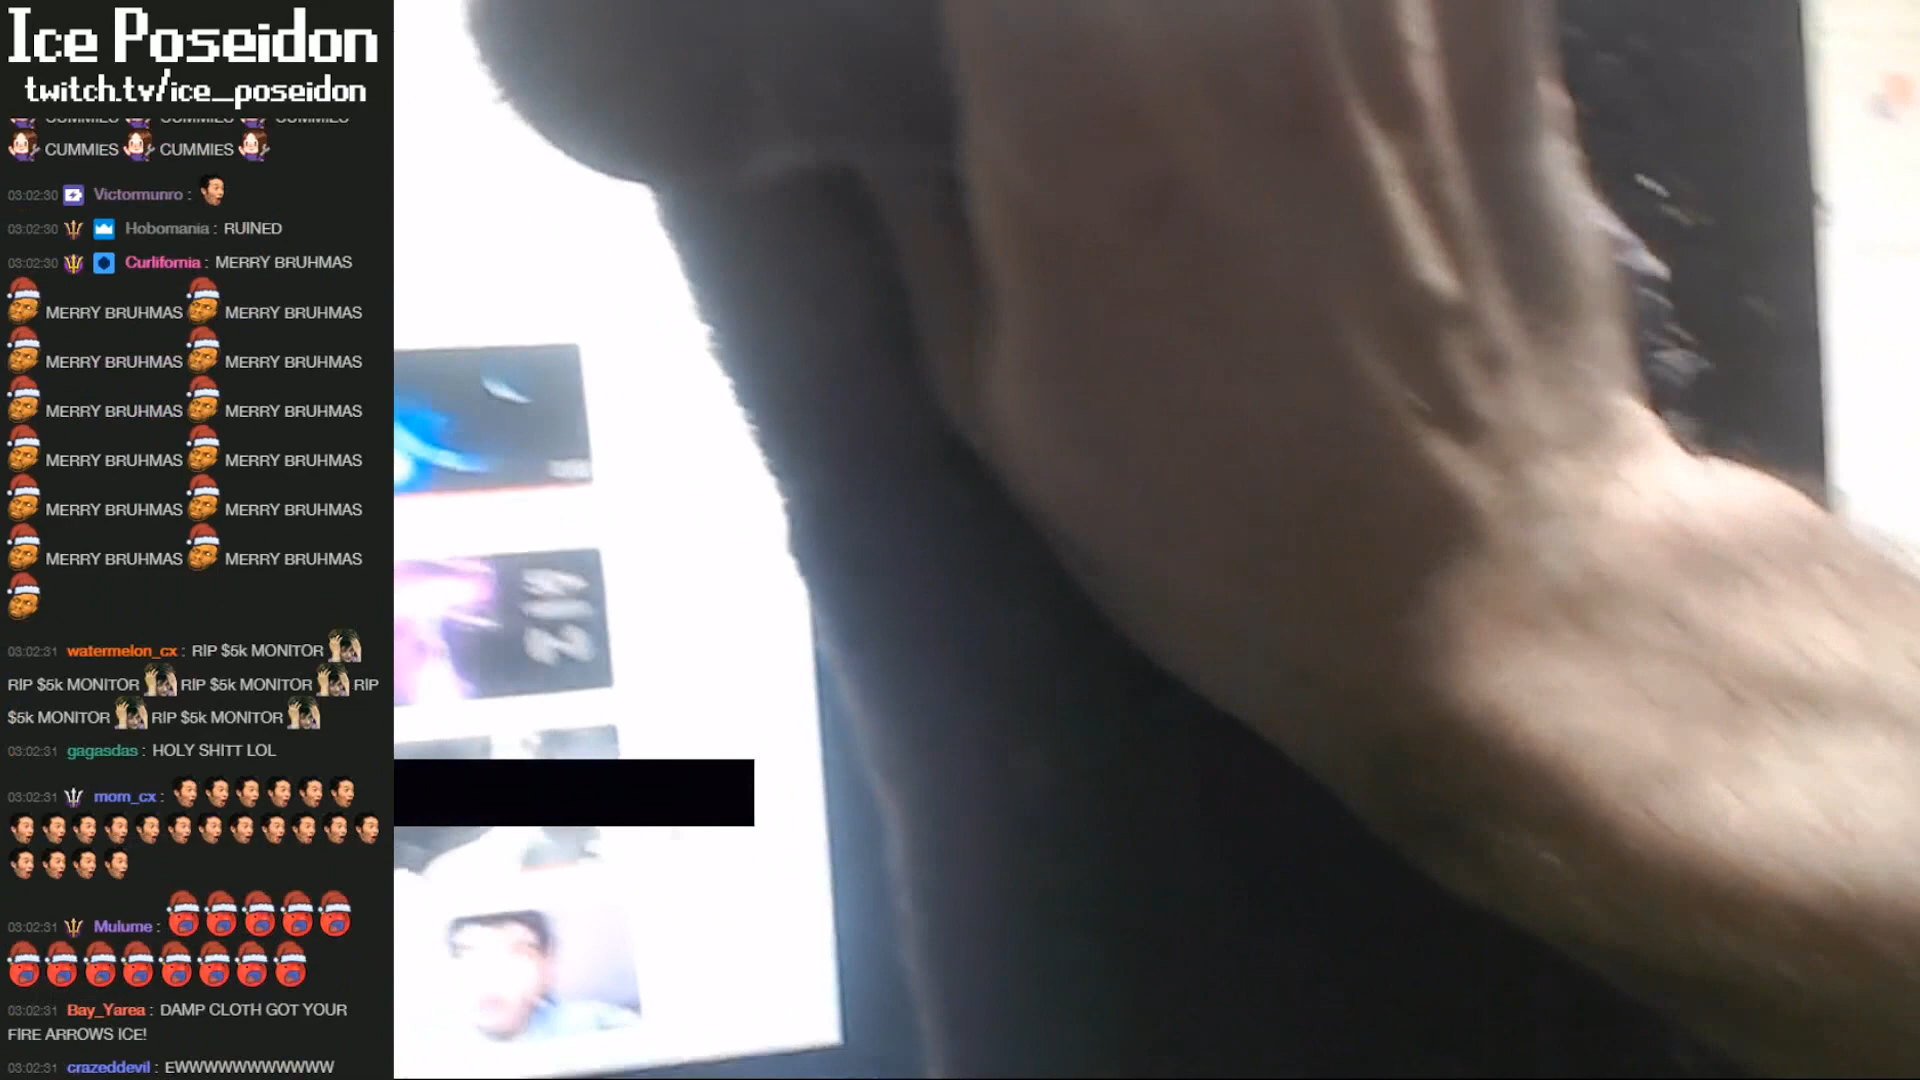 Ice Poseidon
twitch.tv/ice_poseidon
CUMMIES CUMMIES CUMMIES
CUMMIES CUMMIES
03:02:30 Victormunro :
03:02:30 Hobomania : RUINED
03:02:30 Curlifornia : MERRY BRUHMAS
MERRY BRUHMAS MERRY BRUHMAS
MERRY BRUHMAS MERRY BRUHMAS
MERRY BRUHMAS MERRY BRUHMAS
MERRY BRUHMAS MERRY BRUHMAS
MERRY BRUHMAS MERRY BRUHMAS
MERRY BRUHMAS MERRY BRUHMAS
03:02:31 watermelon_cx : RIP $5k MONITOR
RIP $5k MONITOR RIP $5k MONITOR RIP
$5k MONITOR RIP $5k MONITOR
03:02:31 gagasdas : HOLY SHITT LOL
03:02:31 mom_cx :
03:02:31 Mulume :
03:02:31 Bay_Yarea : DAMP CLOTH GOT YOUR
FIRE ARROWS ICE!
03:02:31 crazeddevil : EWWWWWWWWWWWW
612